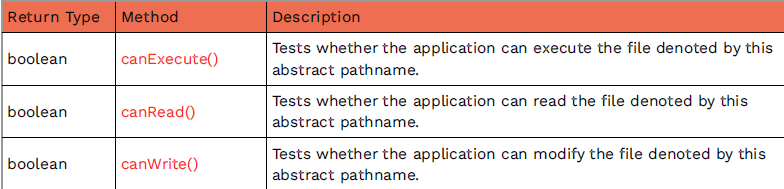 Return Type Method Description
boolean canExecute() Tests whether the application can execute the file denoted by this
abstract pathname.
boolean canRead() Tests whether the application can read the file denoted by this
abstract pathname.
boolean canWrite() Tests whether the application can modify the file denoted by this
abstract pathname.